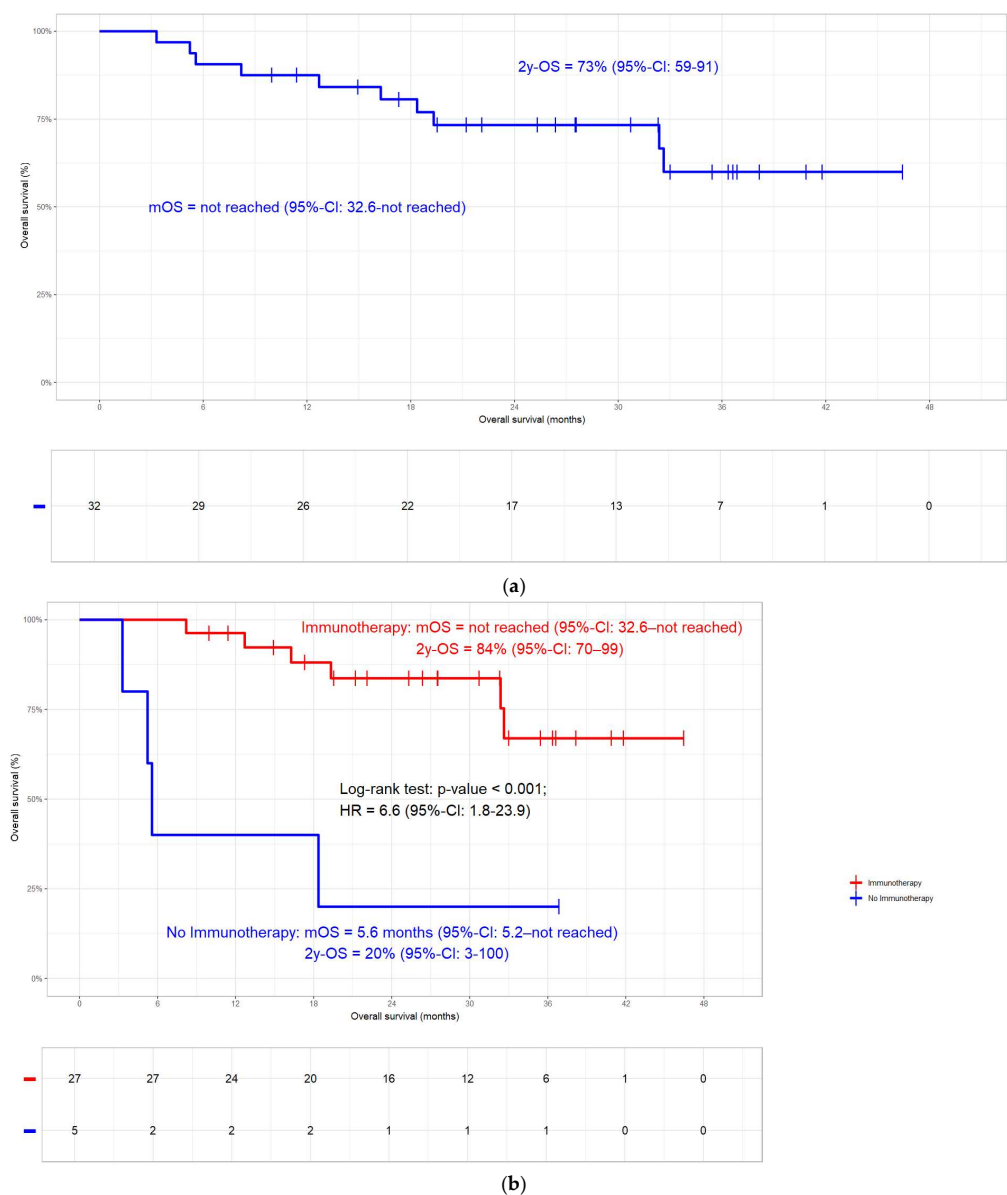 100%
75%
50%
25%
0%
Overall survival (%)
2y-OS = 73% (95%-CI: 59-91)
mOS = not reached (95%-CI: 32.6-not reached)
0 6 12 18 24 30 36 42 48
Overall survival (months)
32 29 26 22 17 13 7 1 0
(a)
100%
75%
50%
25%
0%
Overall survival (%)
Immunotherapy: mOS = not reached (95%-CI: 32.6–not reached)
2y-OS = 84% (95%-CI: 70–99)
Log-rank test: p-value < 0.001;
HR = 6.6 (95%-CI: 1.8-23.9)
No Immunotherapy: mOS = 5.6 months (95%-CI: 5.2–not reached)
2y-OS = 20% (95%-CI: 3-100)
0 6 12 18 24 30 36 42 48
Overall survival (months)
Immunotherapy
No Immunotherapy
27 27 24 20 16 12 6 1 0
5 2 2 2 1 1 1 0 0
(b)